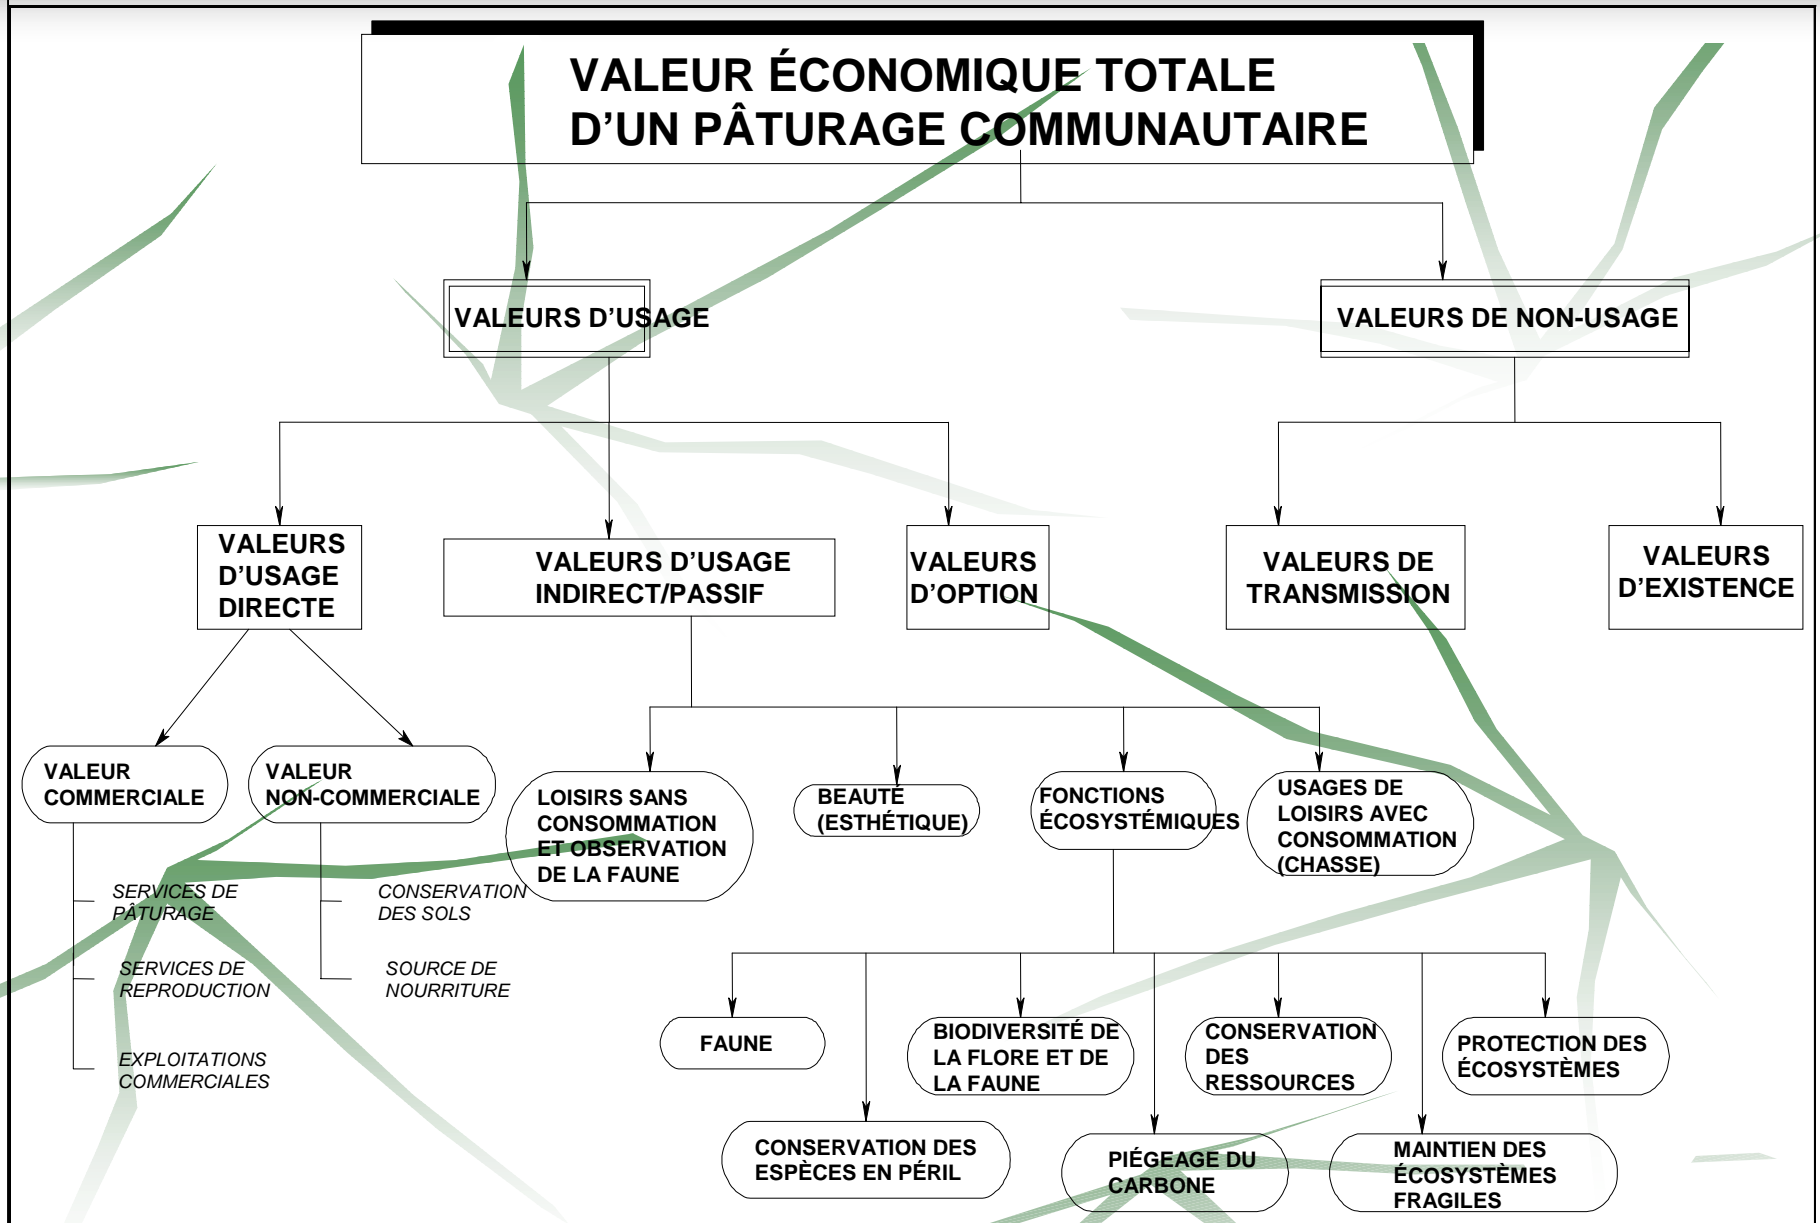 VALEUR ÉCONOMIQUE TOTALE
D’UN PÂTURAGE COMMUNAUTAIRE
VALEURS D’USAGE
VALEURS DE NON-USAGE
VALEURS
D’USAGE
DIRECTE
VALEURS D’USAGE
INDIRECT/PASSIF
VALEURS
D’OPTION
VALEURS DE
TRANSMISSION
VALEURS
D’EXISTENCE
VALEUR
COMMERCIALE
VALEUR
NON-COMMERCIALE
LOISIRS SANS
CONSOMMATION
ET OBSERVATION
DE LA FAUNE
BEAUTÉ
(ESTHÉTIQUE)
FONCTIONS
ÉCOSYSTÉMIQUES
USAGES DE
LOISIRS AVEC
CONSOMMATION
(CHASSE)
SERVICES DE
PÂTURAGE
SERVICES DE
REPRODUCTION
EXPLOITATIONS
COMMERCIALES
CONSERVATION
DES SOLS
SOURCE DE
NOURRITURE
FAUNE
BIODIVERSITÉ DE
LA FLORE ET DE
LA FAUNE
CONSERVATION
DES
RESSOURCES
PROTECTION DES
ÉCOSYSTÈMES
CONSERVATION DES
ESPÈCES EN PÉRIL
PIÉGEAGE DU
CARBONE
MAINTIEN DES
ÉCOSYSTÈMES
FRAGILES